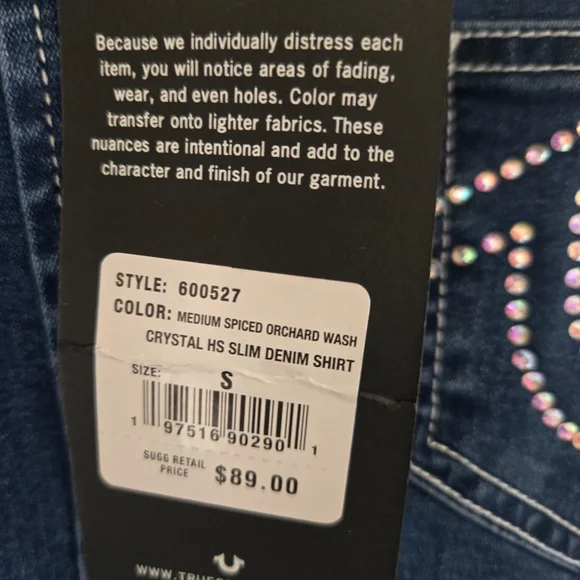 Because we individually distress each
item, you will notice areas of fading,
wear, and even holes. Color may
transfer onto lighter fabrics. These
nuances are intentional and add to the
character and finish of our garment.
STYLE: 600527
COLOR: MEDIUM SPICED ORCHARD WASH
CRYSTAL HS SLIM DENIM SHIRT
SIZE: S
1 97516 90290 1
SUGG RETAIL
PRICE $89.00